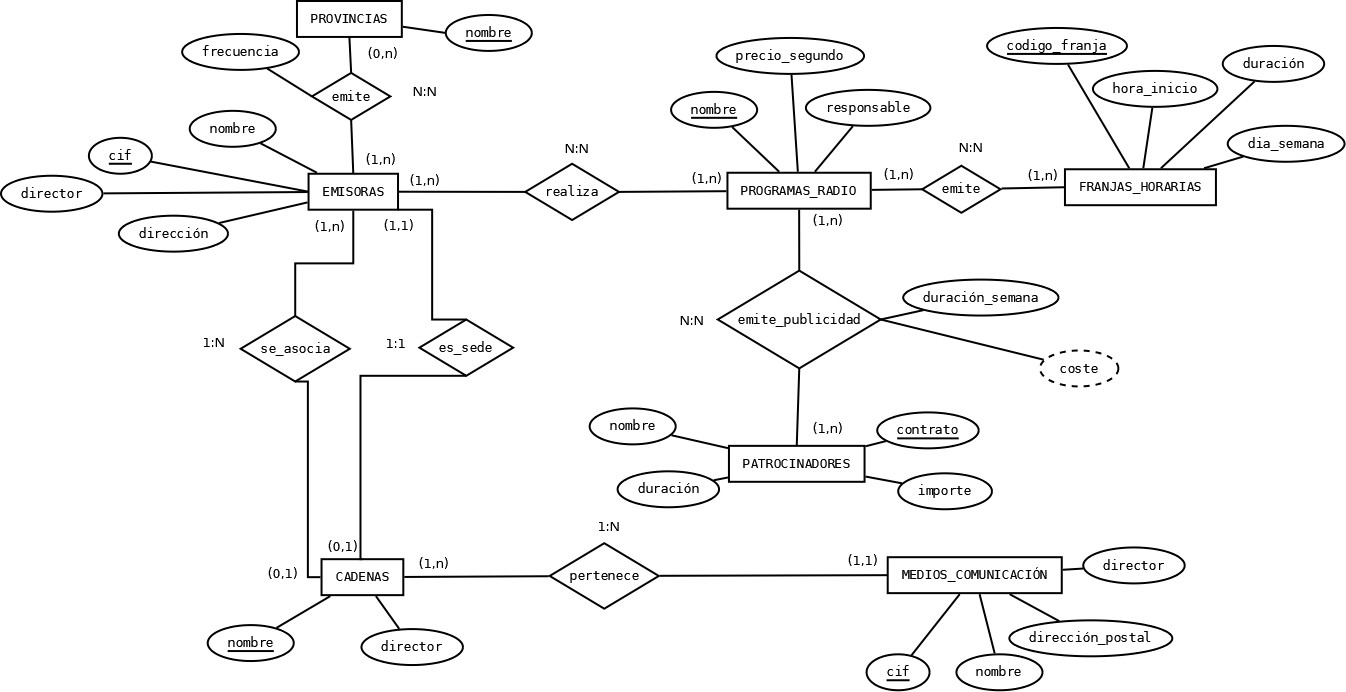 PROVINCIAS
nombre
frecuencia
(0,n)
emite
N:N
(1,n)
nombre
cif
director
dirección
EMISORAS
(1,n)
(1,1)
(1,n)
N:N
realiza
(1,n)
precio_segundo
nombre
responsable
PROGRAMAS_RADIO
(1,n)
(1,n)
N:N
emite
(1,n)
codigo_franja
hora_inicio
duración
dia_semana
FRANJAS_HORARIAS
1:N
se_asocia
1:1
es_sede
N:N
emite_publicidad
duración_semana
coste
(1,n)
nombre
contrato
PATROCINADORES
duración
importe
(0,1)
(0,1)
CADENAS
(1,n)
1:N
pertenece
(1,1)
MEDIOS_COMUNICACIÓN
director
nombre
director
dirección_postal
cif
nombre